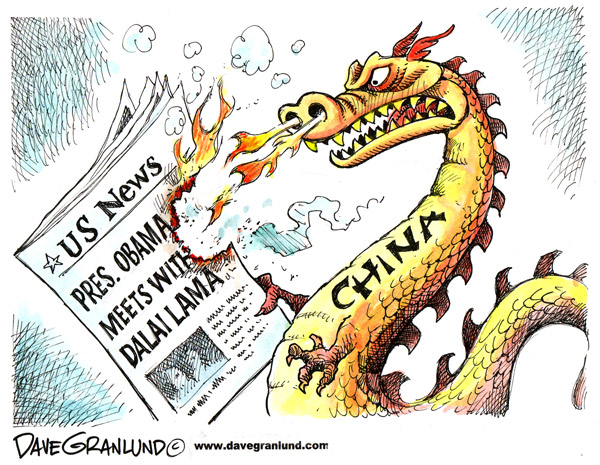 ☆ US News
PRES. OBAMA
MEETS WITH
DALAI LAMA
CHINA
DAVE GRANLUND ©
www.davegranlund.com